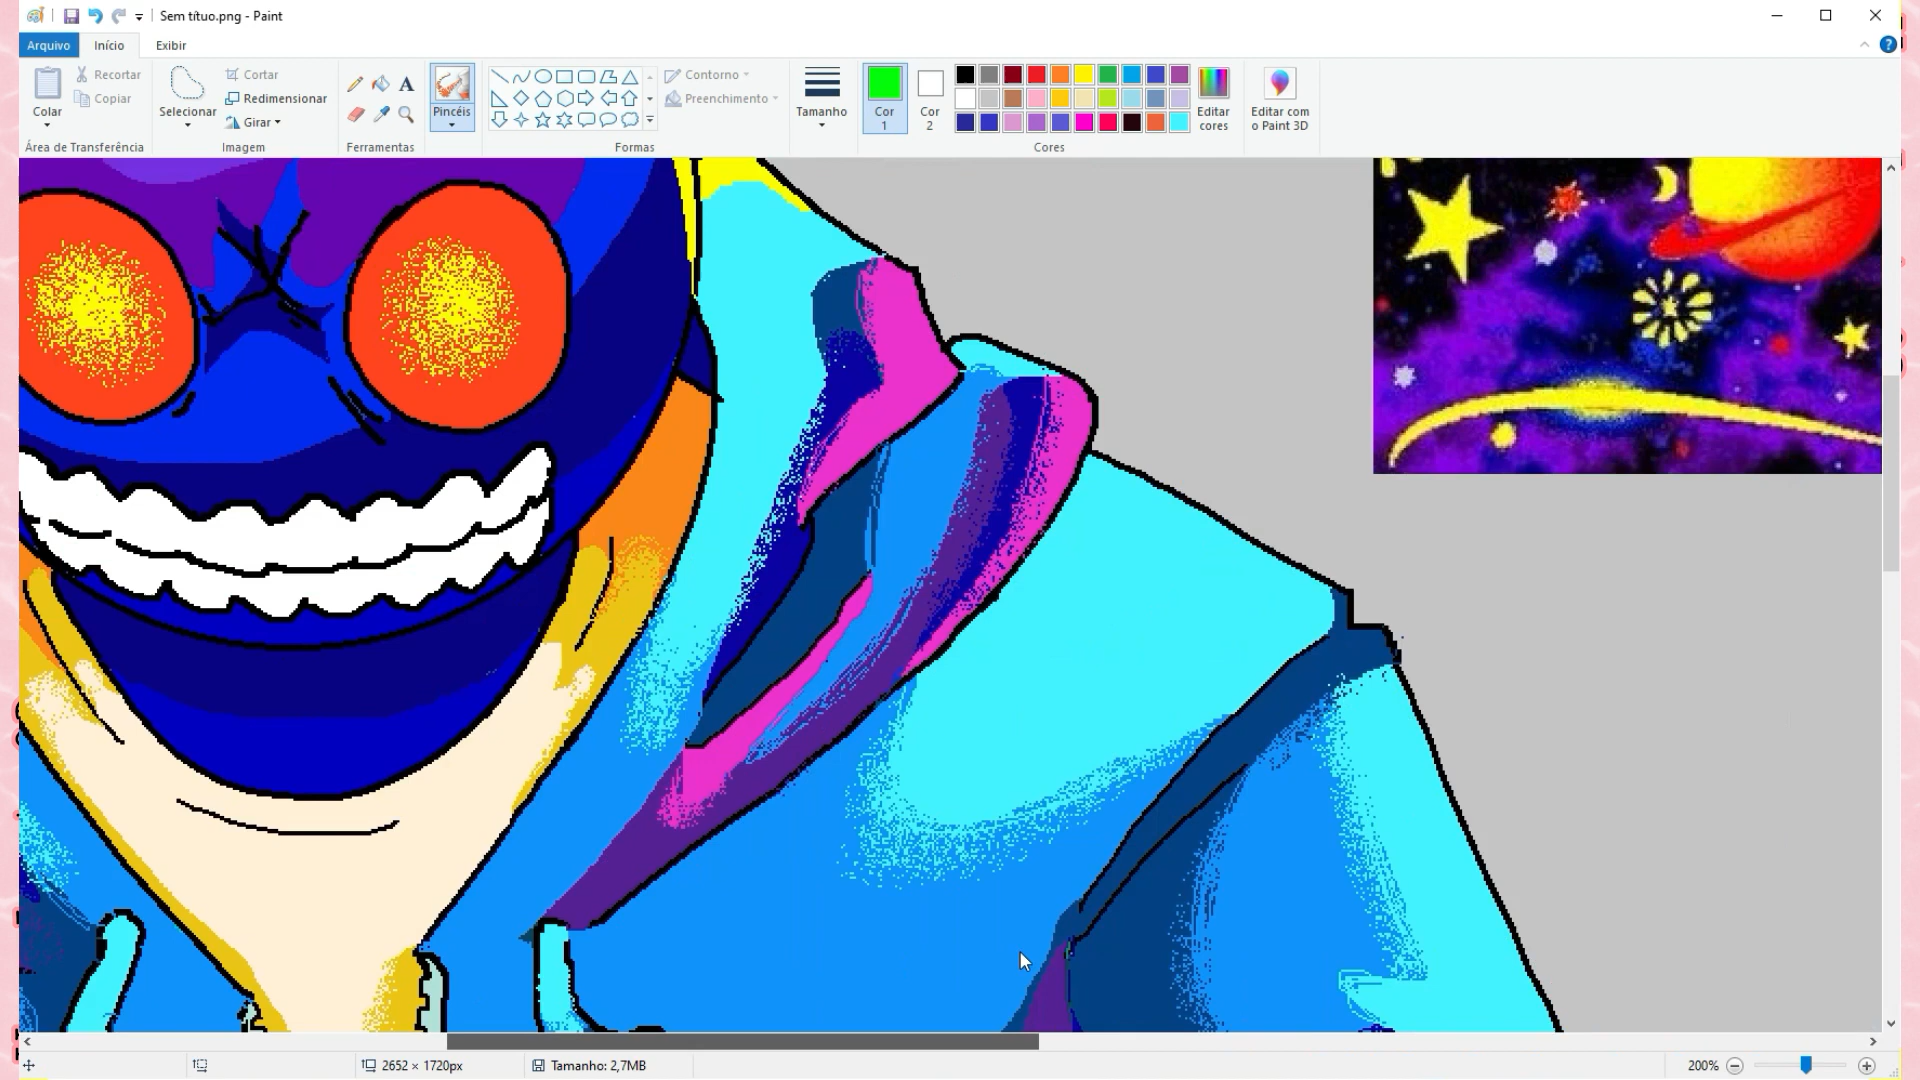 Sem títuo.png - Paint
Arquivo Início Exibir
Colar
Recortar
Copiar
Área de Transferência
Selecionar
Cortar
Redimensionar
Girar
Imagem
A
Ferramentas
Pincéis
Contorno
Preenchimento
Formas
Tamanho
Cor
1
Cor
2
Editar
cores
Cores
Editar com
o Paint 3D
2652 × 1720px
Tamanho: 2,7MB
200%